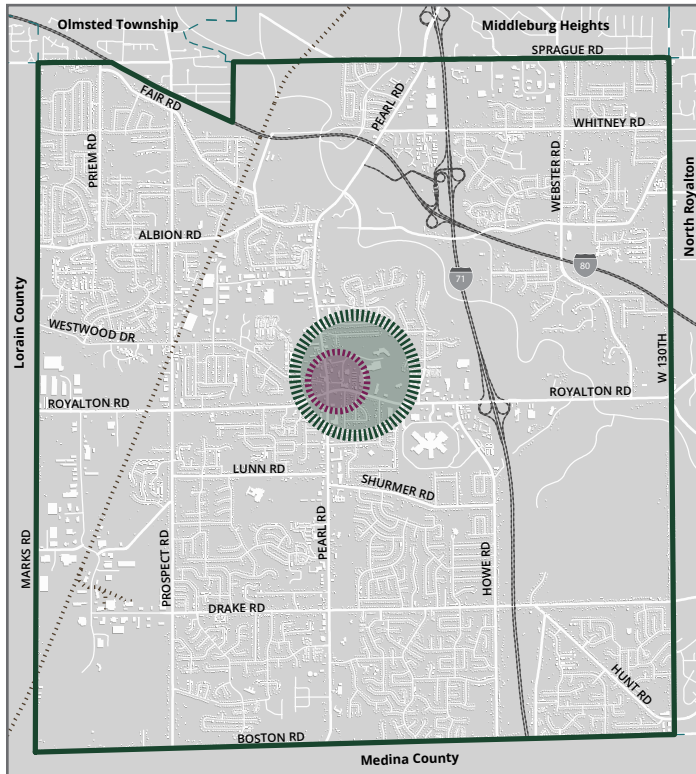 Olmsted Township
Middleburg Heights
SPRAGUE RD
FAIR RD
PEARL RD
WHITNEY RD
PRIEM RD
WEBSTER RD
North Royalton
ALBION RD
80
71
Lorain County
WESTWOOD DR
W 130TH
ROYALTON RD
ROYALTON RD
LUNN RD
SHURMER RD
MARKS RD
PROSPECT RD
PEARL RD
HOWE RD
DRAKE RD
HUNT RD
BOSTON RD
Medina County